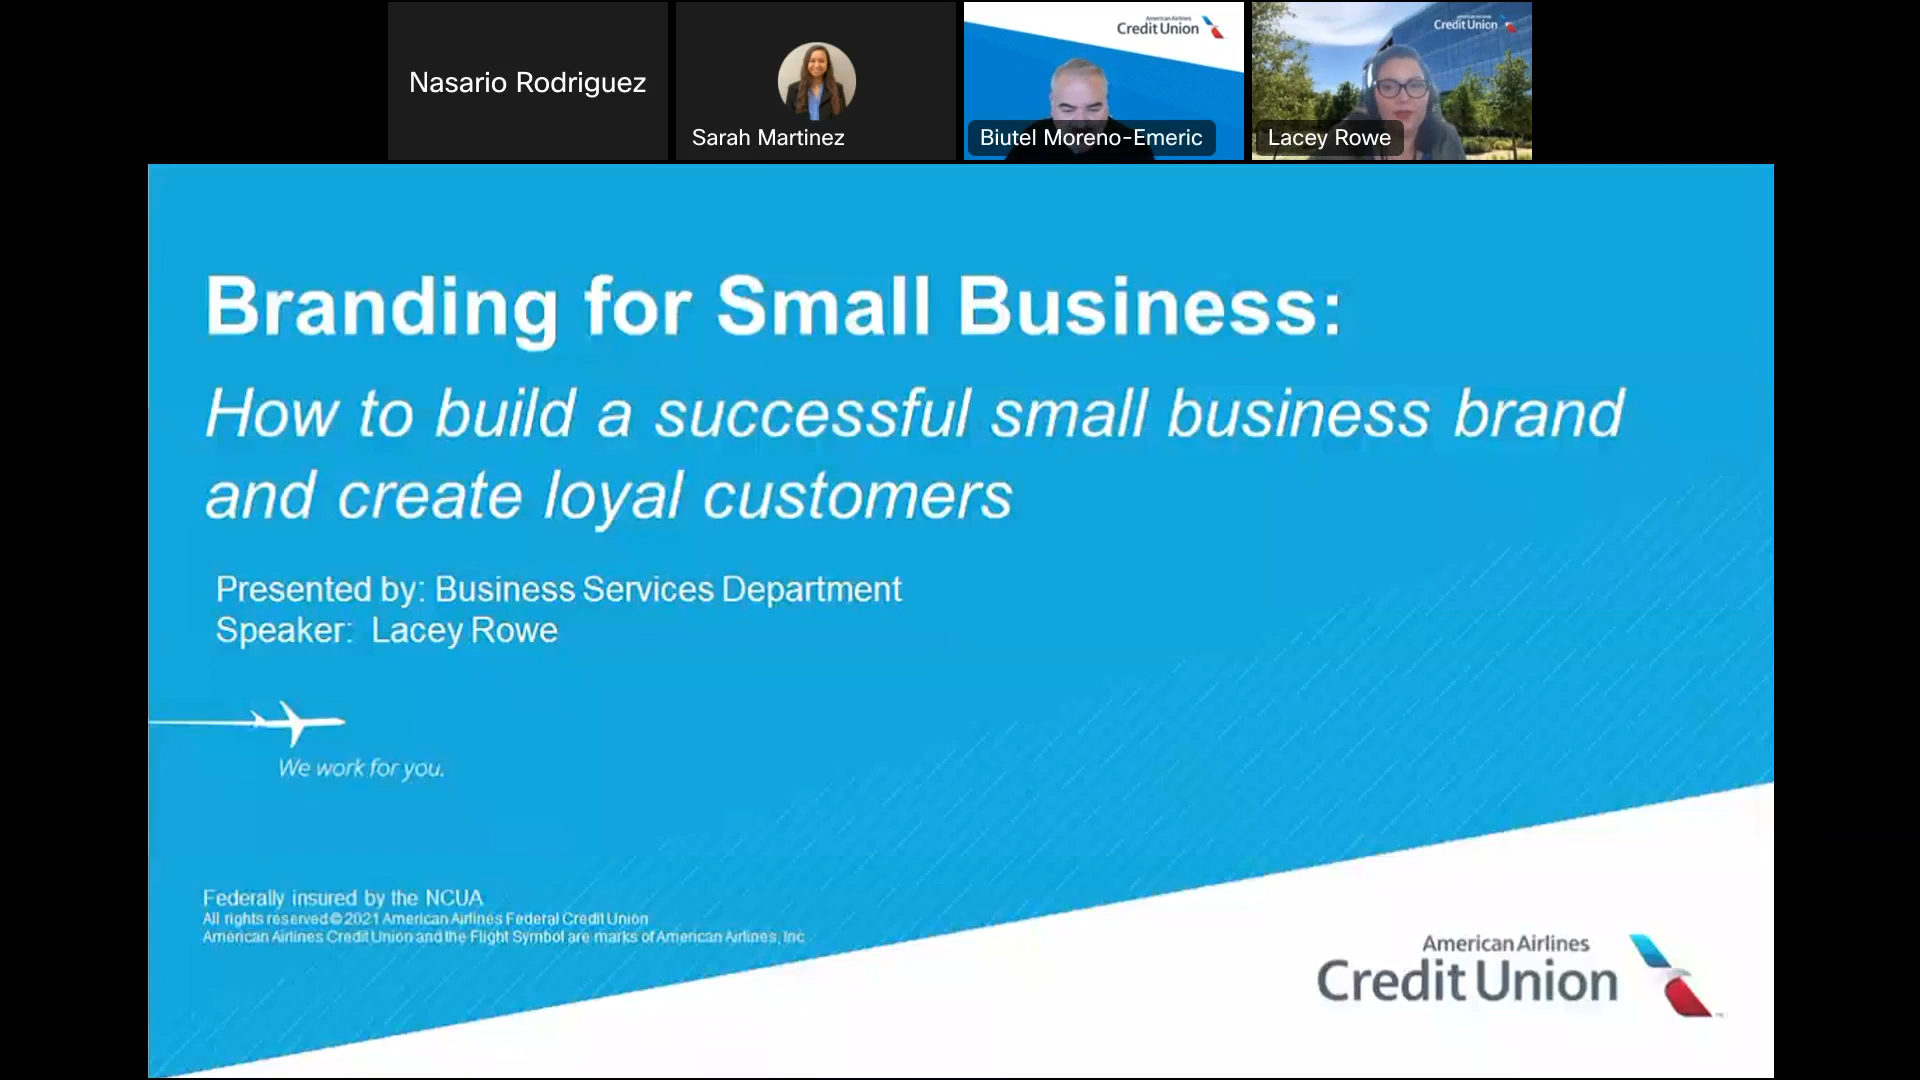 Nasario Rodriguez
Sarah Martinez
American Airlines
Credit Union
Biutel Moreno-Emeric
Credit Union
Lacey Rowe
Branding for Small Business:
How to build a successful small business brand
and create loyal customers
Presented by: Business Services Department
Speaker: Lacey Rowe
We work for you.
Federally insured by the NCUA
All rights reserved © 2021 American Airlines Federal Credit Union
American Airlines Credit Union and the Flight Symbol are marks of American Airlines, Inc
American Airlines
Credit Union